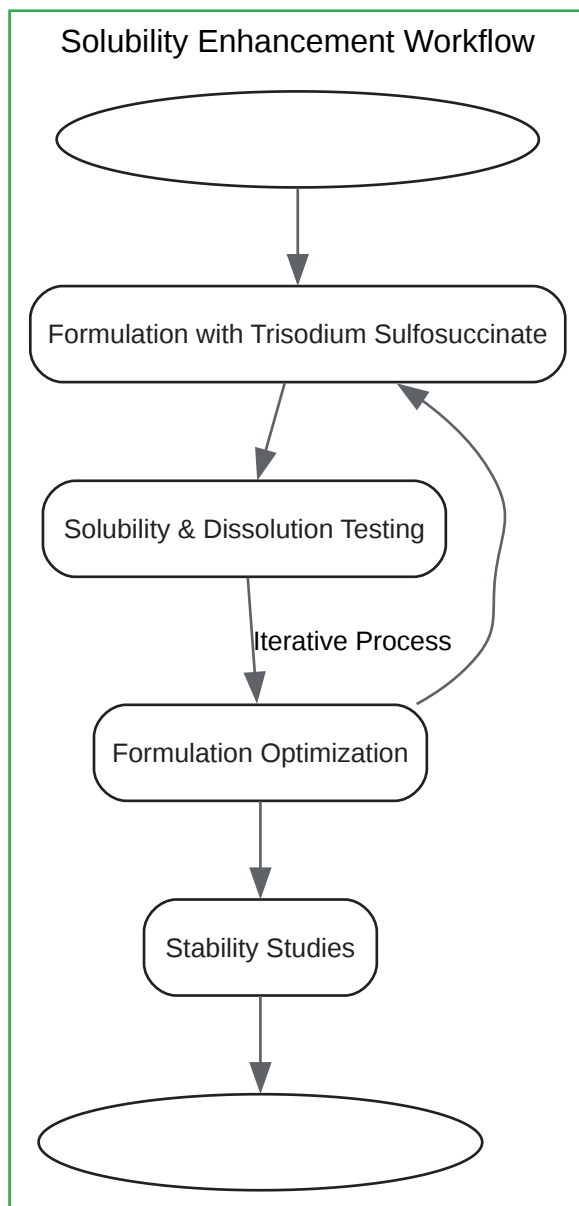 Solubility Enhancement Workflow
Formulation with Trisodium Sulfosuccinate
Solubility & Dissolution Testing
Iterative Process
Formulation Optimization
Stability Studies